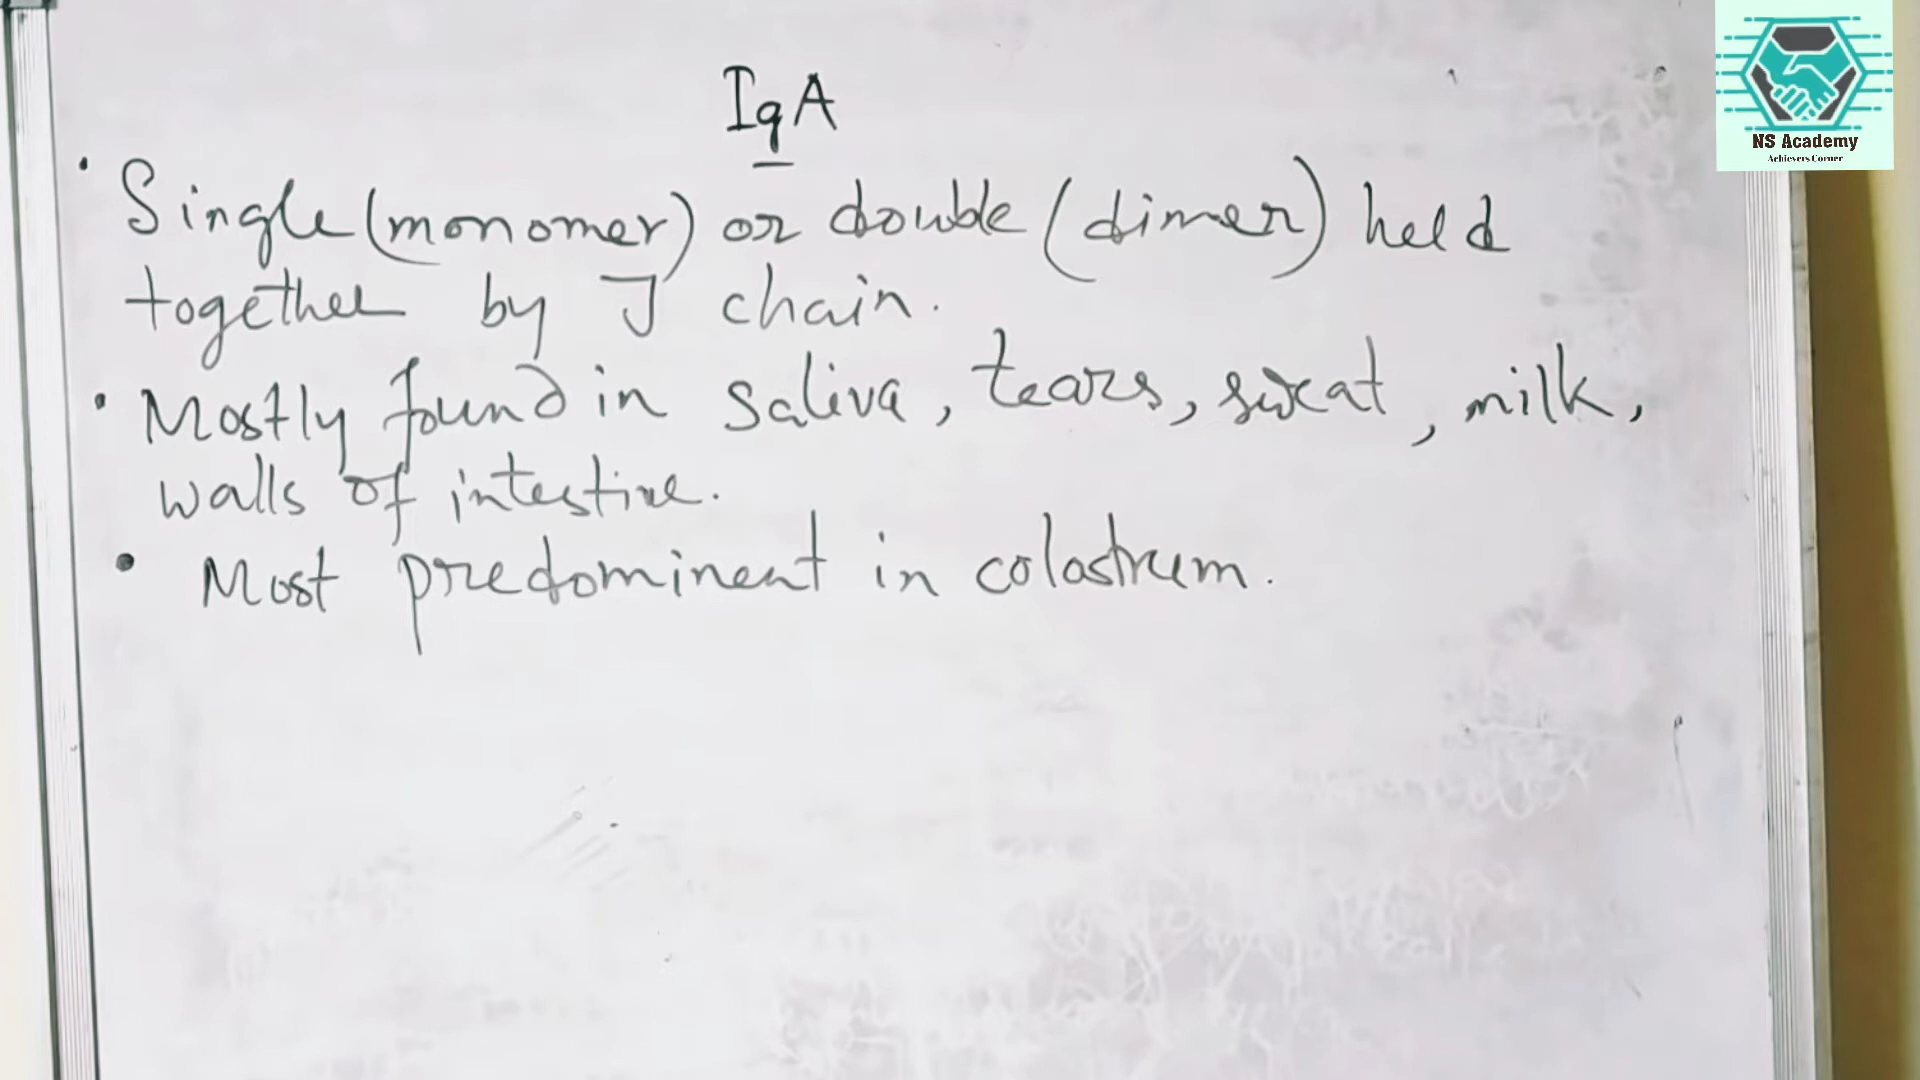 IgA
NS Academy
Achievers Corner
• Single (monomer) or double (dimer) held
together by J chain.
• Mostly found in saliva, tears, sweat, milk,
walls of intestine.
• Most predominent in colostrum.